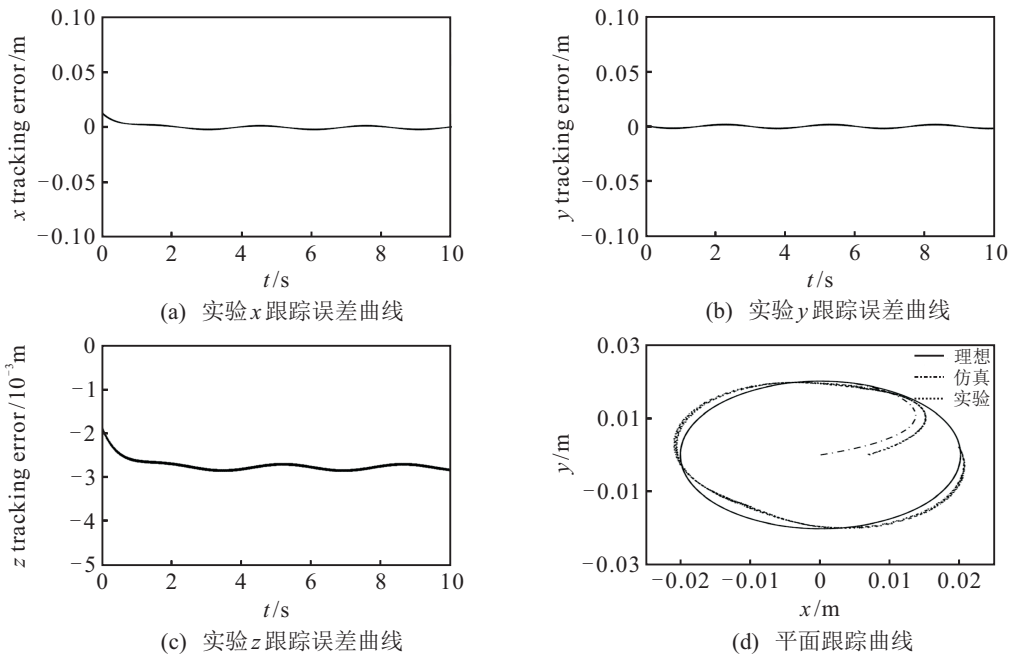 0.10
0.05
0
−0.05
−0.10
x tracking error/m
0 2 4 6 8 10
t/s
(a) 实验x跟踪误差曲线
0.10
0.05
0
−0.05
−0.10
y tracking error/m
0 2 4 6 8 10
t/s
(b) 实验y跟踪误差曲线
0
−1
−2
−3
−4
−5
z tracking error/10⁻³m
0 2 4 6 8 10
t/s
(c) 实验z跟踪误差曲线
0.03
0.01
−0.01
−0.03
y/m
理想
仿真
实验
−0.02 −0.01 0 0.01 0.02
x/m
(d) 平面跟踪曲线